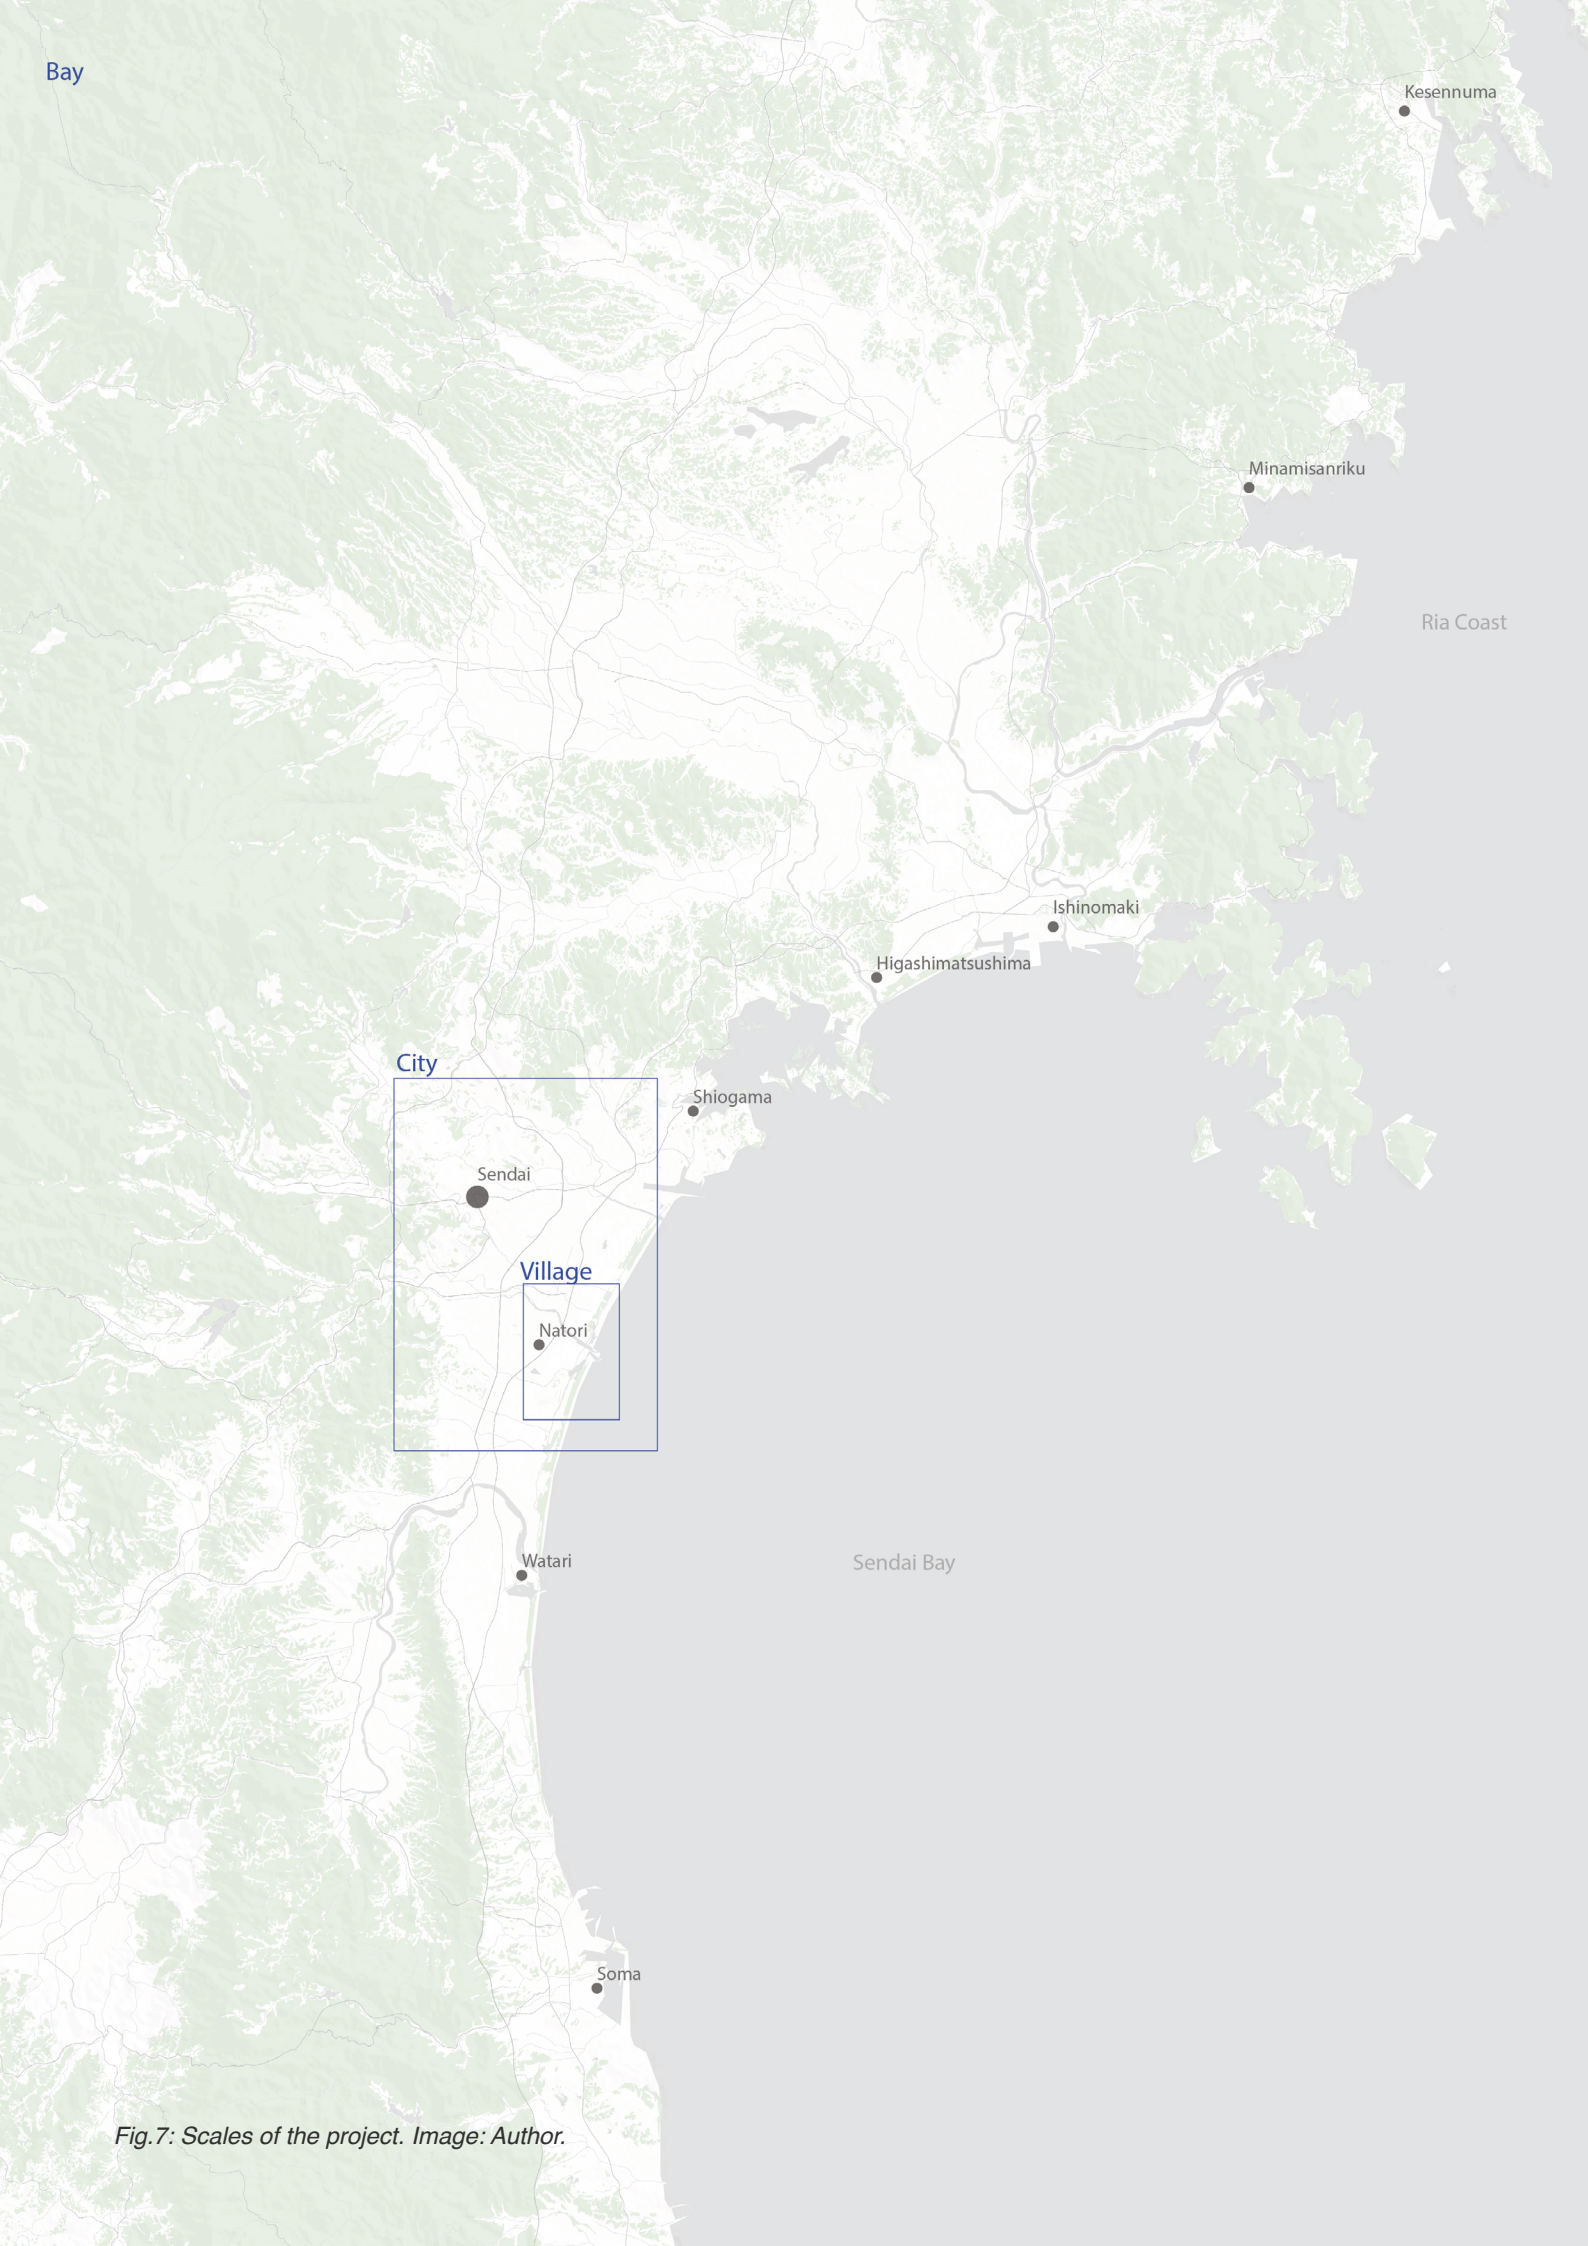 Bay
Kesennuma
Minamisanriku
Ria Coast
Ishinomaki
Higashimatsushima
City
Shiogama
Sendai
Village
Natori
Watari
Sendai Bay
Soma
Fig.7: Scales of the project. Image: Author.